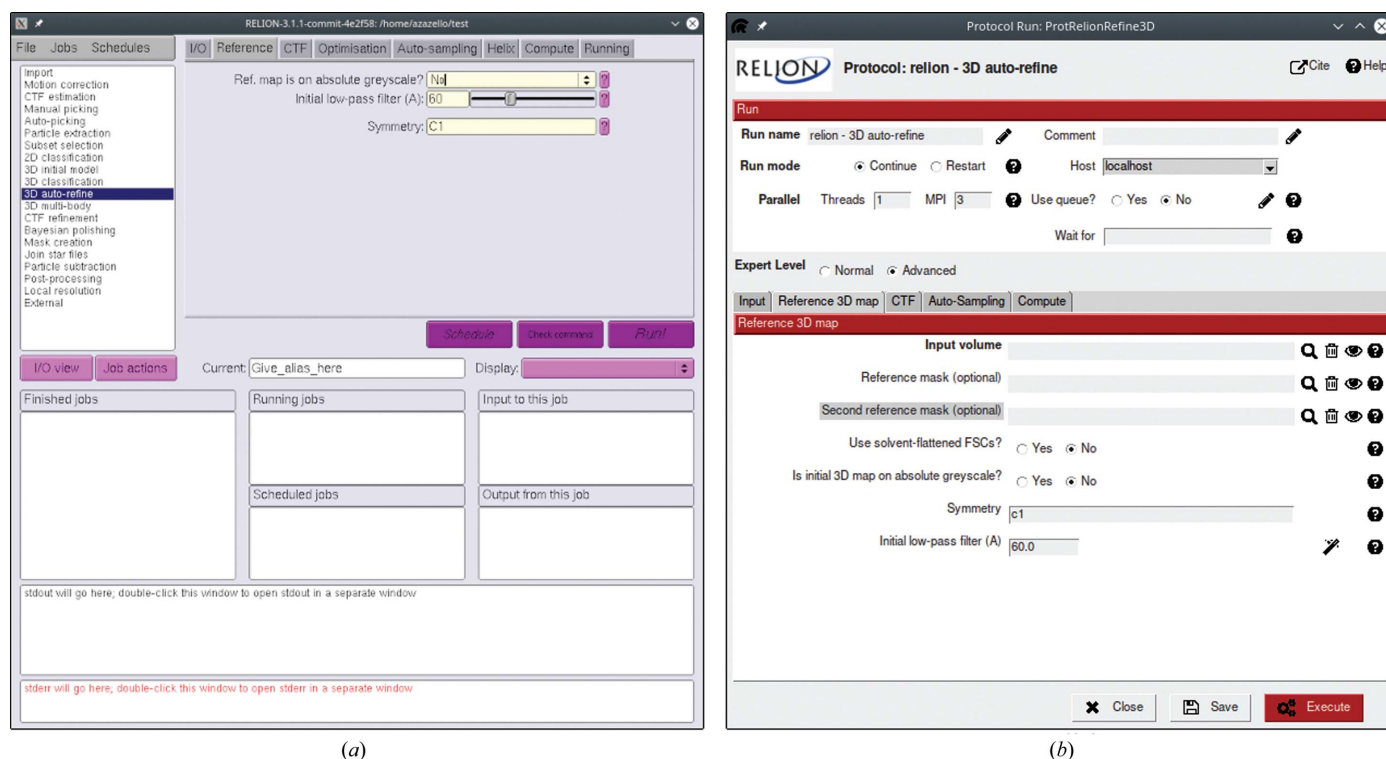 RELION-3.1.1-commit-4e2f58: /home/azazello/test
File Jobs Schedules
I/O Reference CTF Optimisation Auto-sampling Helix Compute Running
Import
Motion correction
CTF estimation
Manual picking
Auto-picking
Particle extraction
Subset selection
2D classification
3D initial model
3D classification
3D auto-refine
3D multi-body
CTF refinement
Bayesian polishing
Mask creation
Join star files
Particle subtraction
Post-processing
Local resolution
External
Ref. map is on absolute greyscale? No ?
Initial low-pass filter (A): 60 ?
Symmetry: C1 ?
Schedule Check command Run!
I/O view Job actions Current: Give_alias_here Display:
Finished jobs Running jobs Input to this job
Scheduled jobs Output from this job
stdout will go here; double-click this window to open stdout in a separate window
stderr will go here; double-click this window to open stderr in a separate window
(a)
Protocol Run: ProtRelionRefine3D
RELION Protocol: relion - 3D auto-refine Cite ? Help
Run
Run name relion - 3D auto-refine Comment
Run mode Continue Restart ? Host localhost
Parallel Threads 1 MPI 3 ? Use queue? Yes No ?
Wait for ?
Expert Level Normal Advanced
Input Reference 3D map CTF Auto-Sampling Compute
Reference 3D map
Input volume ?
Reference mask (optional) ?
Second reference mask (optional) ?
Use solvent-flattened FSCs? Yes No ?
Is initial 3D map on absolute greyscale? Yes No ?
Symmetry c1 ?
Initial low-pass filter (A) 60.0 ?
Close Save Execute
(b)